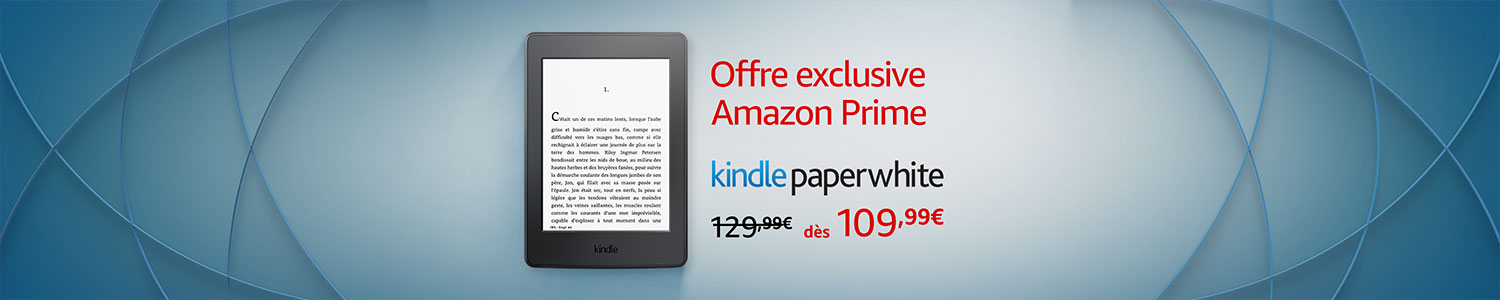 1.
C'était un de ces matins lents, lorsque l'aube
grise et humide s'étire sans fin, rampe avec
difficulté vers les nuages bas, comme si elle
rechignait à éclairer une journée de plus sur la
terre des hommes. Riley Ingmar Petersen
bondissait entre les nids de boue, au milieu des
hautes herbes et des bruyères fanées, pour suivre
la démarche coulante des longues jambes de son
père, Jon, qui filait avec sa masse posée sur
l'épaule. Jon était sec, tout en nerfs, la peau si
légère que les tendons vibraient au moindre
geste, les veines saillantes, les muscles roulant
comme les courants d'une mer imprévisible,
capable d'exploser à tout moment dans une
kindle
Offre exclusive
Amazon Prime
kindle paperwhite
129,99€ dès 109,99€